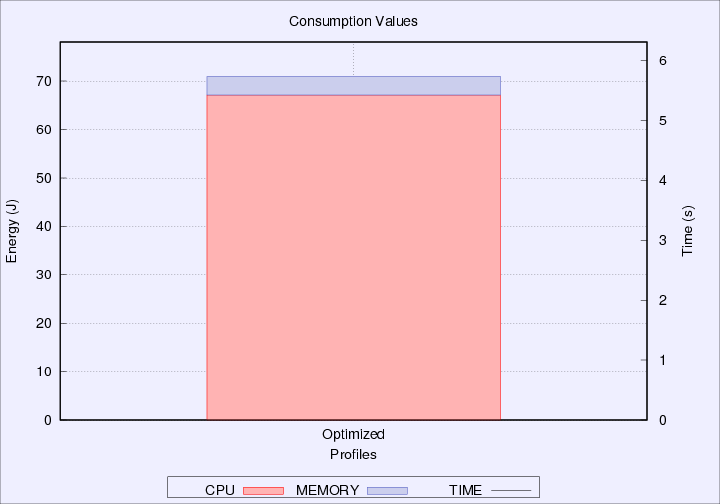 Consumption Values
70
60
50
40
30
20
10
0
Energy (J)
6
5
4
3
2
1
0
Time (s)
Optimized
Profiles
CPU MEMORY TIME